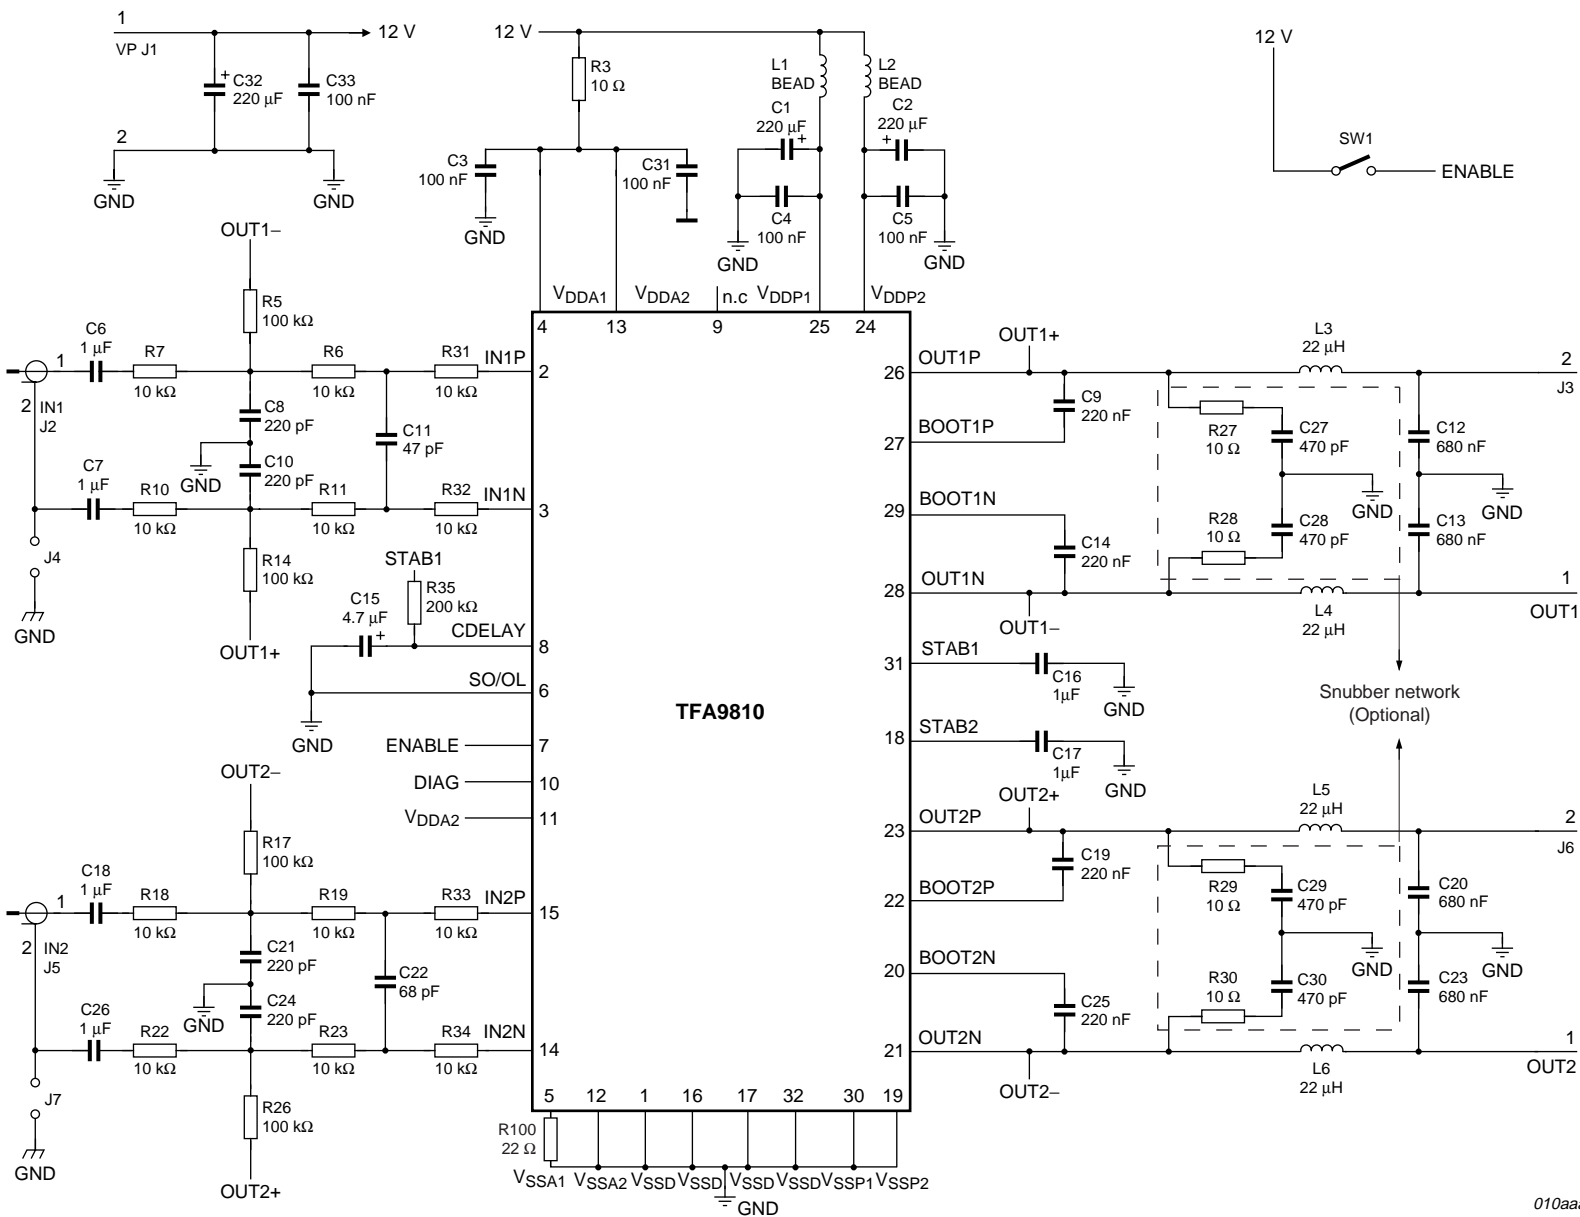 1
VP J1
12 V
C32
220 μF
+
C33
100 nF
2
GND
GND
12 V
R3
10 Ω
L1
BEAD
L2
BEAD
C1
220 μF
+
C2
220 μF
+
C3
100 nF
C31
100 nF
C4
100 nF
C5
100 nF
GND
GND
GND
12 V
SW1
ENABLE
OUT1−
R5
100 kΩ
C6
1 μF
R7
10 kΩ
R6
10 kΩ
R31
10 kΩ
IN1P
1
2
IN1
J2
C8
220 pF
C11
47 pF
GND
C10
220 pF
C7
1 μF
R10
10 kΩ
R11
10 kΩ
R32
10 kΩ
IN1N
J4
GND
R14
100 kΩ
OUT1+
STAB1
R35
200 kΩ
C15
4.7 μF
+
CDELAY
SO/OL
GND
ENABLE
DIAG
VDDA2
OUT2−
R17
100 kΩ
C18
1 μF
R18
10 kΩ
R19
10 kΩ
R33
10 kΩ
IN2P
1
2
IN2
J5
C21
220 pF
C22
68 pF
GND
C24
220 pF
C26
1 μF
R22
10 kΩ
R23
10 kΩ
R34
10 kΩ
IN2N
J7
GND
R26
100 kΩ
OUT2+
VDDA1
VDDA2
n.c
VDDP1
VDDP2
4
13
9
25
24
2
3
8
6
7
10
11
15
14
TFA9810
26
27
29
28
31
18
23
22
20
21
5
12
1
16
17
32
30
19
R100
22 Ω
VSSA1
VSSA2
VSSD
VSSD
VSSD
VSSD
VSSP1
VSSP2
GND
OUT1P
OUT1+
C9
220 nF
BOOT1P
BOOT1N
C14
220 nF
OUT1N
OUT1−
L3
22 μH
2
J3
R27
10 Ω
C27
470 pF
C12
680 nF
GND
GND
R28
10 Ω
C28
470 pF
C13
680 nF
L4
22 μH
1
OUT1
STAB1
C16
1μF
GND
STAB2
C17
1μF
GND
Snubber network
(Optional)
OUT2+
OUT2P
C19
220 nF
BOOT2P
BOOT2N
C25
220 nF
OUT2N
OUT2−
L5
22 μH
2
J6
R29
10 Ω
C29
470 pF
C20
680 nF
GND
GND
R30
10 Ω
C30
470 pF
C23
680 nF
L6
22 μH
1
OUT2